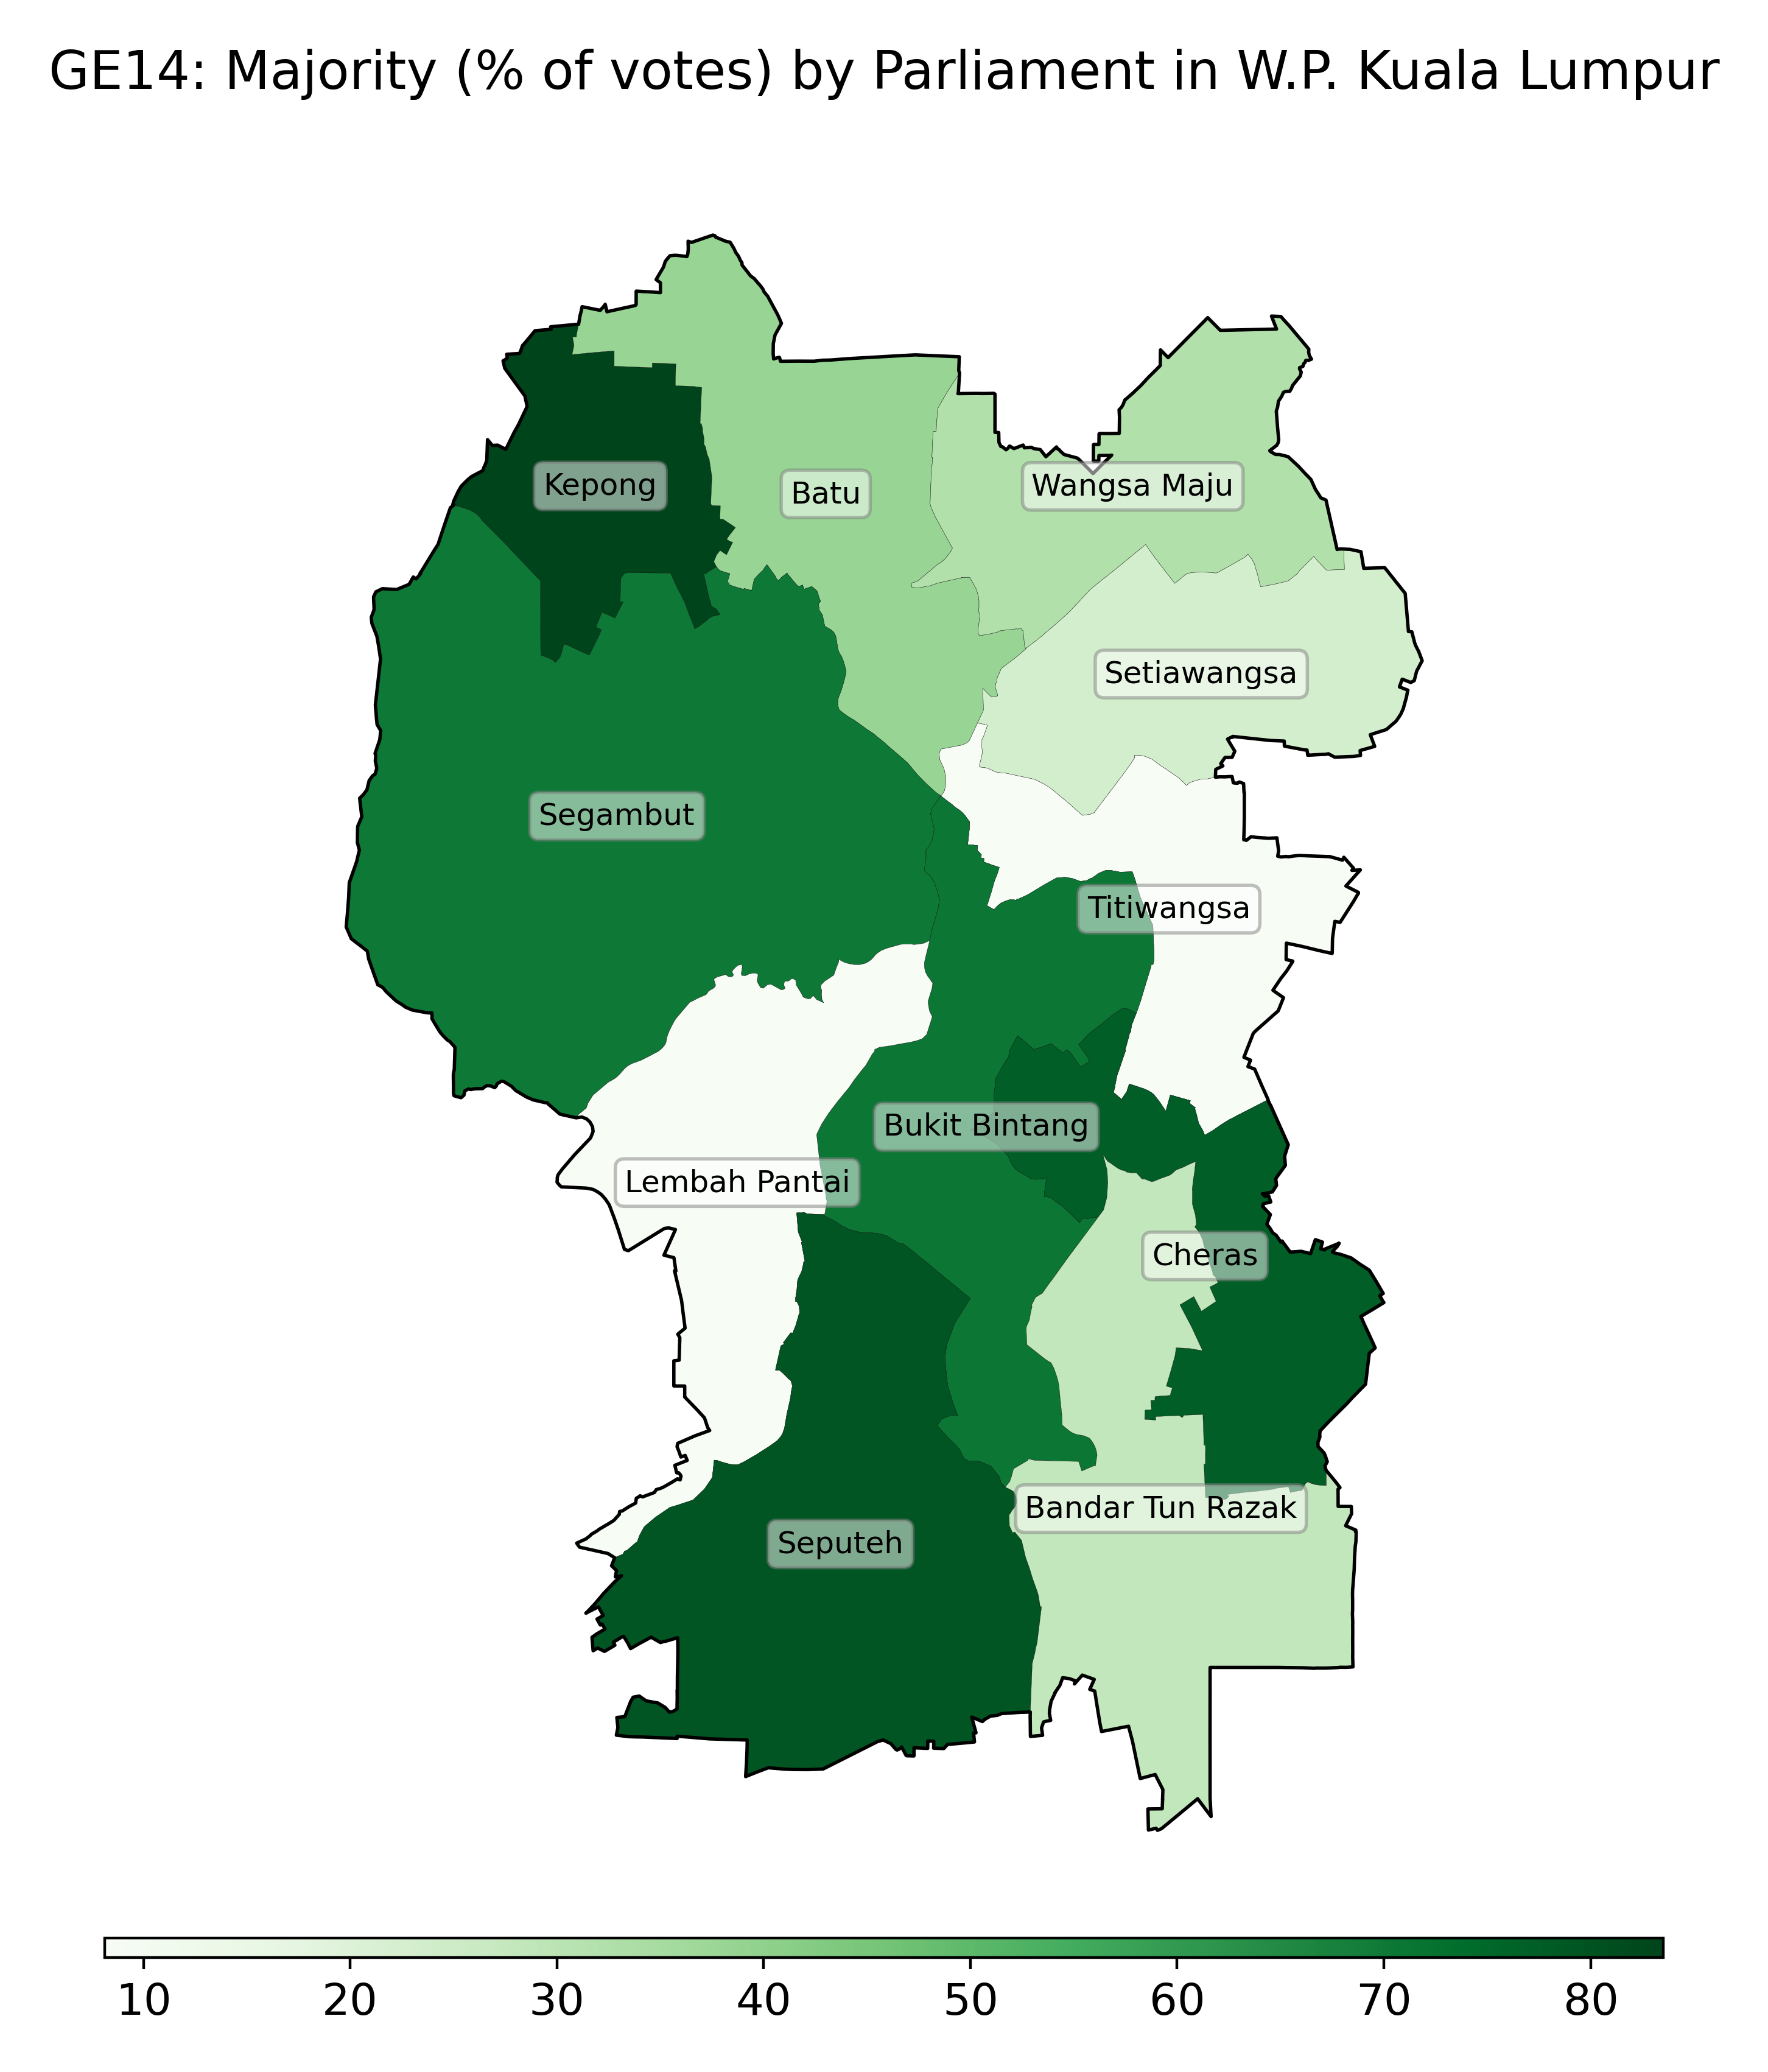 GE14: Majority (% of votes) by Parliament in W.P. Kuala Lumpur
Kepong
Batu
Wangsa Maju
Setiawangsa
Segambut
Titiwangsa
Bukit Bintang
Lembah Pantai
Cheras
Bandar Tun Razak
Seputeh
10 20 30 40 50 60 70 80